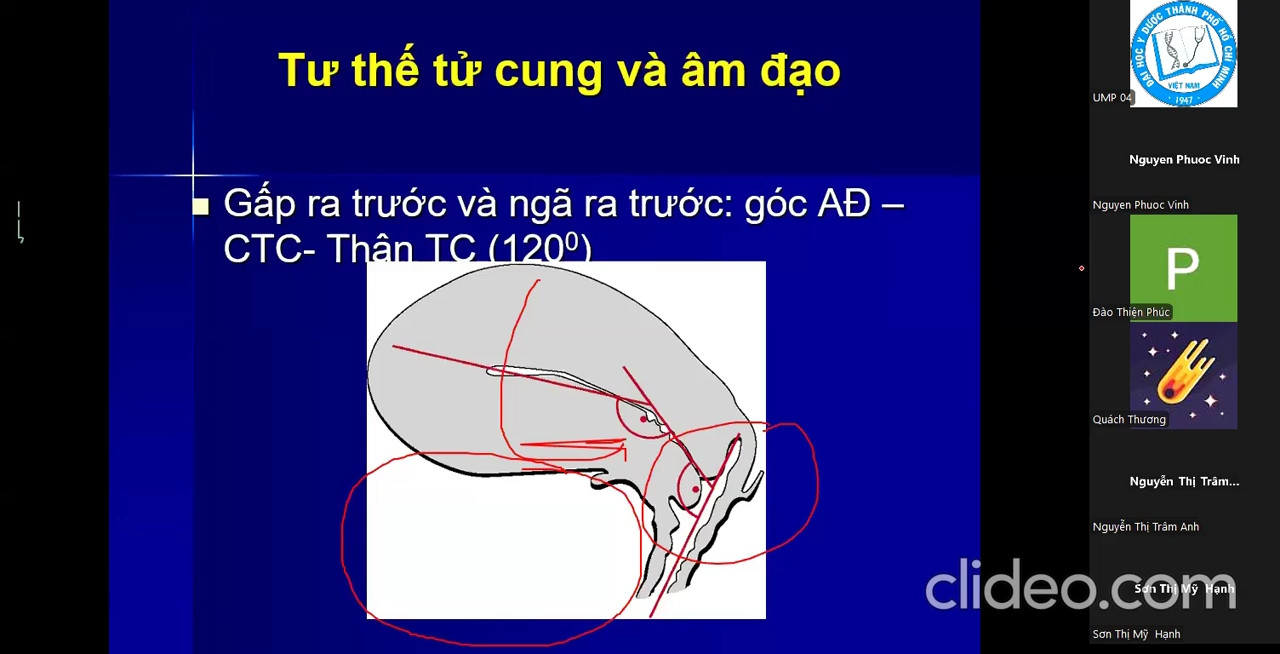 Tư thế tử cung và âm đạo
Gấp ra trước và ngã ra trước: góc AĐ –
CTC- Thân TC (120⁰)
ĐẠI HỌC Y DƯỢC THÀNH PHỐ HỒ CHÍ MINH
VIỆT NAM
1947
UMP 04
Nguyen Phuoc Vinh
Nguyen Phuoc Vinh
P
Đào Thiện Phúc
Quách Thương
Nguyễn Thị Trâm...
Nguyễn Thị Trâm Anh
clideo.com
Sơn Thị Mỹ Hạnh
Sơn Thị Mỹ Hạnh